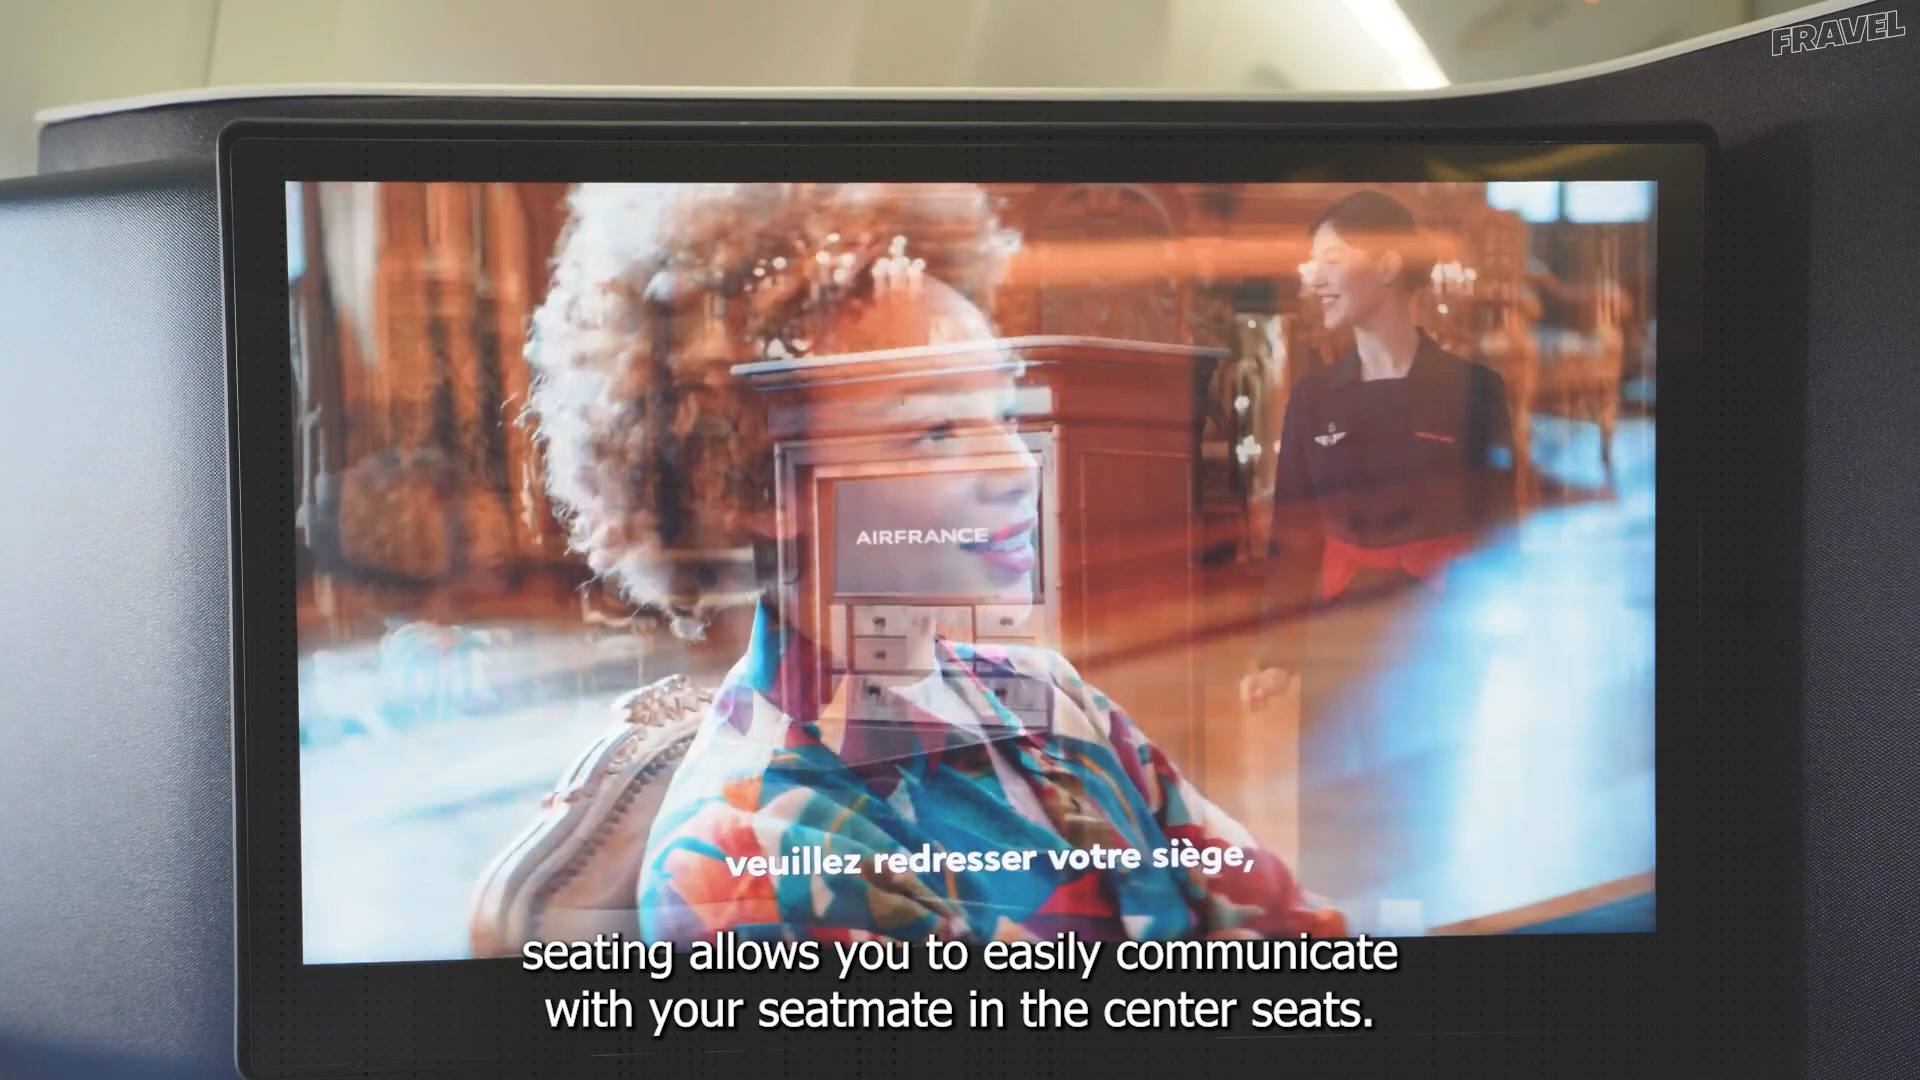 FRAVEL
AIRFRANCE
veuillez redresser votre siège,
seating allows you to easily communicate
with your seatmate in the center seats.